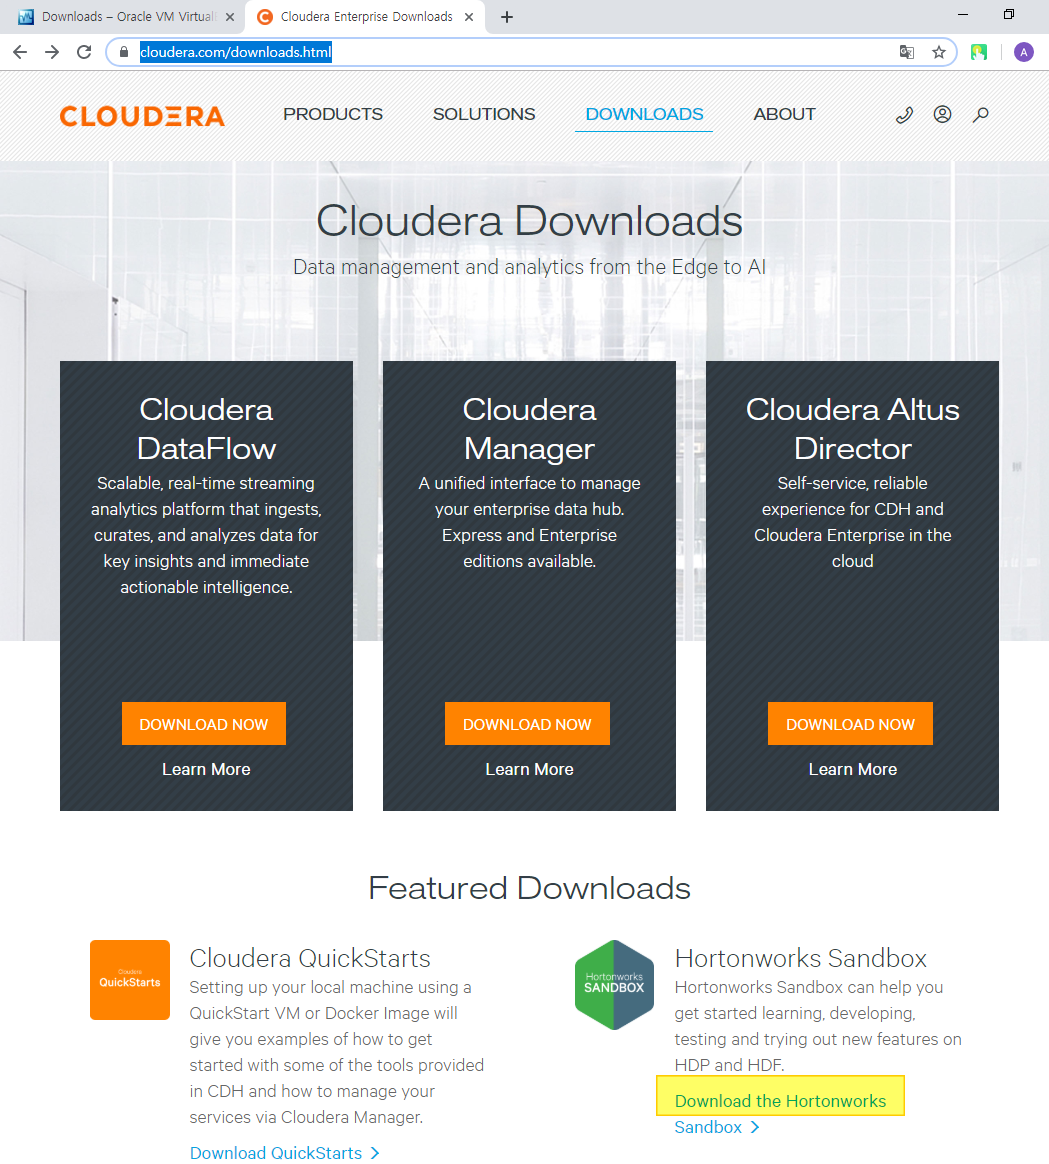 Downloads – Oracle VM Virtual
Cloudera Enterprise Downloads
cloudera.com/downloads.html
A
CLOUDERA
PRODUCTS
SOLUTIONS
DOWNLOADS
ABOUT
Cloudera Downloads
Data management and analytics from the Edge to AI
Cloudera
DataFlow
Scalable, real-time streaming
analytics platform that ingests,
curates, and analyzes data for
key insights and immediate
actionable intelligence.
DOWNLOAD NOW
Learn More
Cloudera
Manager
A unified interface to manage
your enterprise data hub.
Express and Enterprise
editions available.
DOWNLOAD NOW
Learn More
Cloudera Altus
Director
Self-service, reliable
experience for CDH and
Cloudera Enterprise in the
cloud
DOWNLOAD NOW
Learn More
Featured Downloads
Cloudera
QuickStarts
Cloudera QuickStarts
Setting up your local machine using a
QuickStart VM or Docker Image will
give you examples of how to get
started with some of the tools provided
in CDH and how to manage your
services via Cloudera Manager.
Download QuickStarts >
Hortonworks
SANDBOX
Hortonworks Sandbox
Hortonworks Sandbox can help you
get started learning, developing,
testing and trying out new features on
HDP and HDF.
Download the Hortonworks
Sandbox >